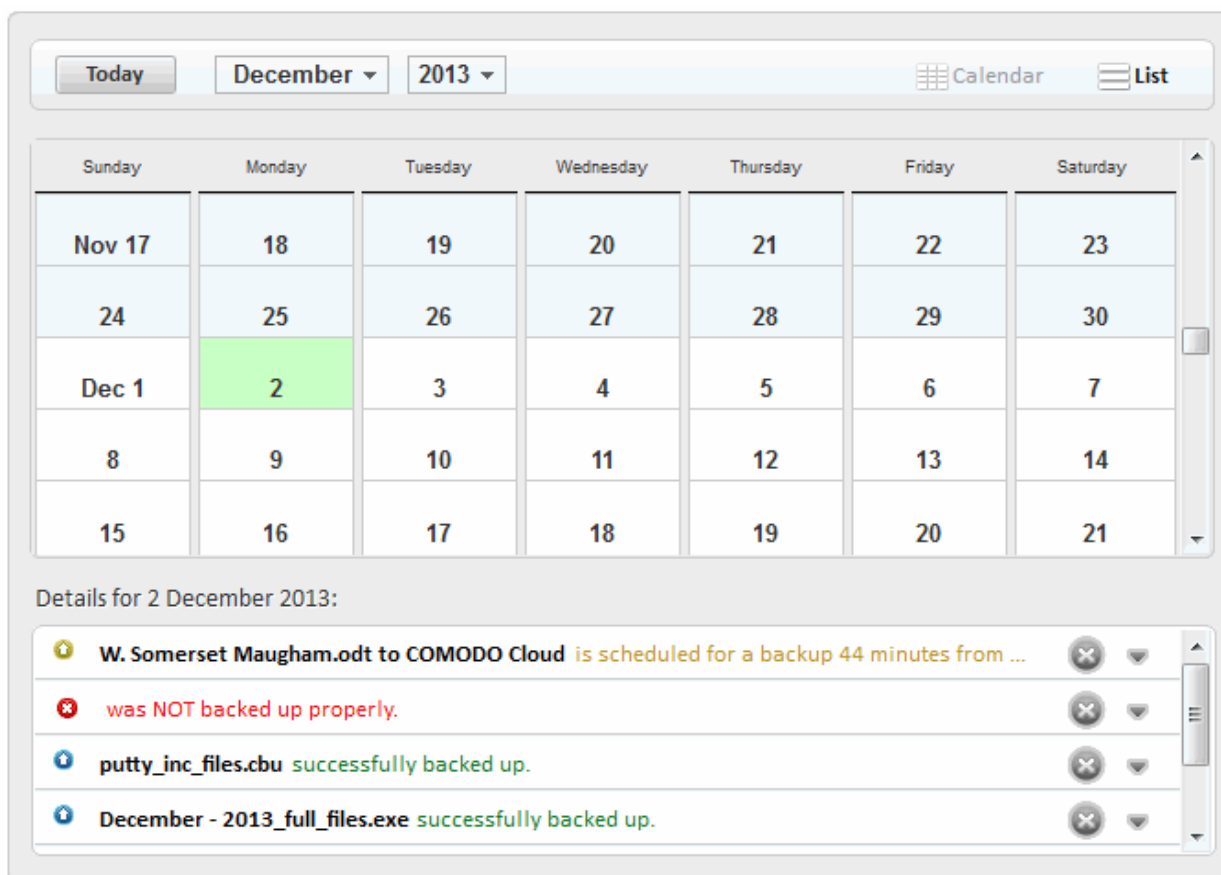 Today December 2013 Calendar List
Sunday Monday Tuesday Wednesday Thursday Friday Saturday
Nov 17 18 19 20 21 22 23
24 25 26 27 28 29 30
Dec 1 2 3 4 5 6 7
8 9 10 11 12 13 14
15 16 17 18 19 20 21
Details for 2 December 2013:
W. Somerset Maugham.odt to COMODO Cloud is scheduled for a backup 44 minutes from ...
was NOT backed up properly.
putty_inc_files.cbu successfully backed up.
December - 2013_full_files.exe successfully backed up.